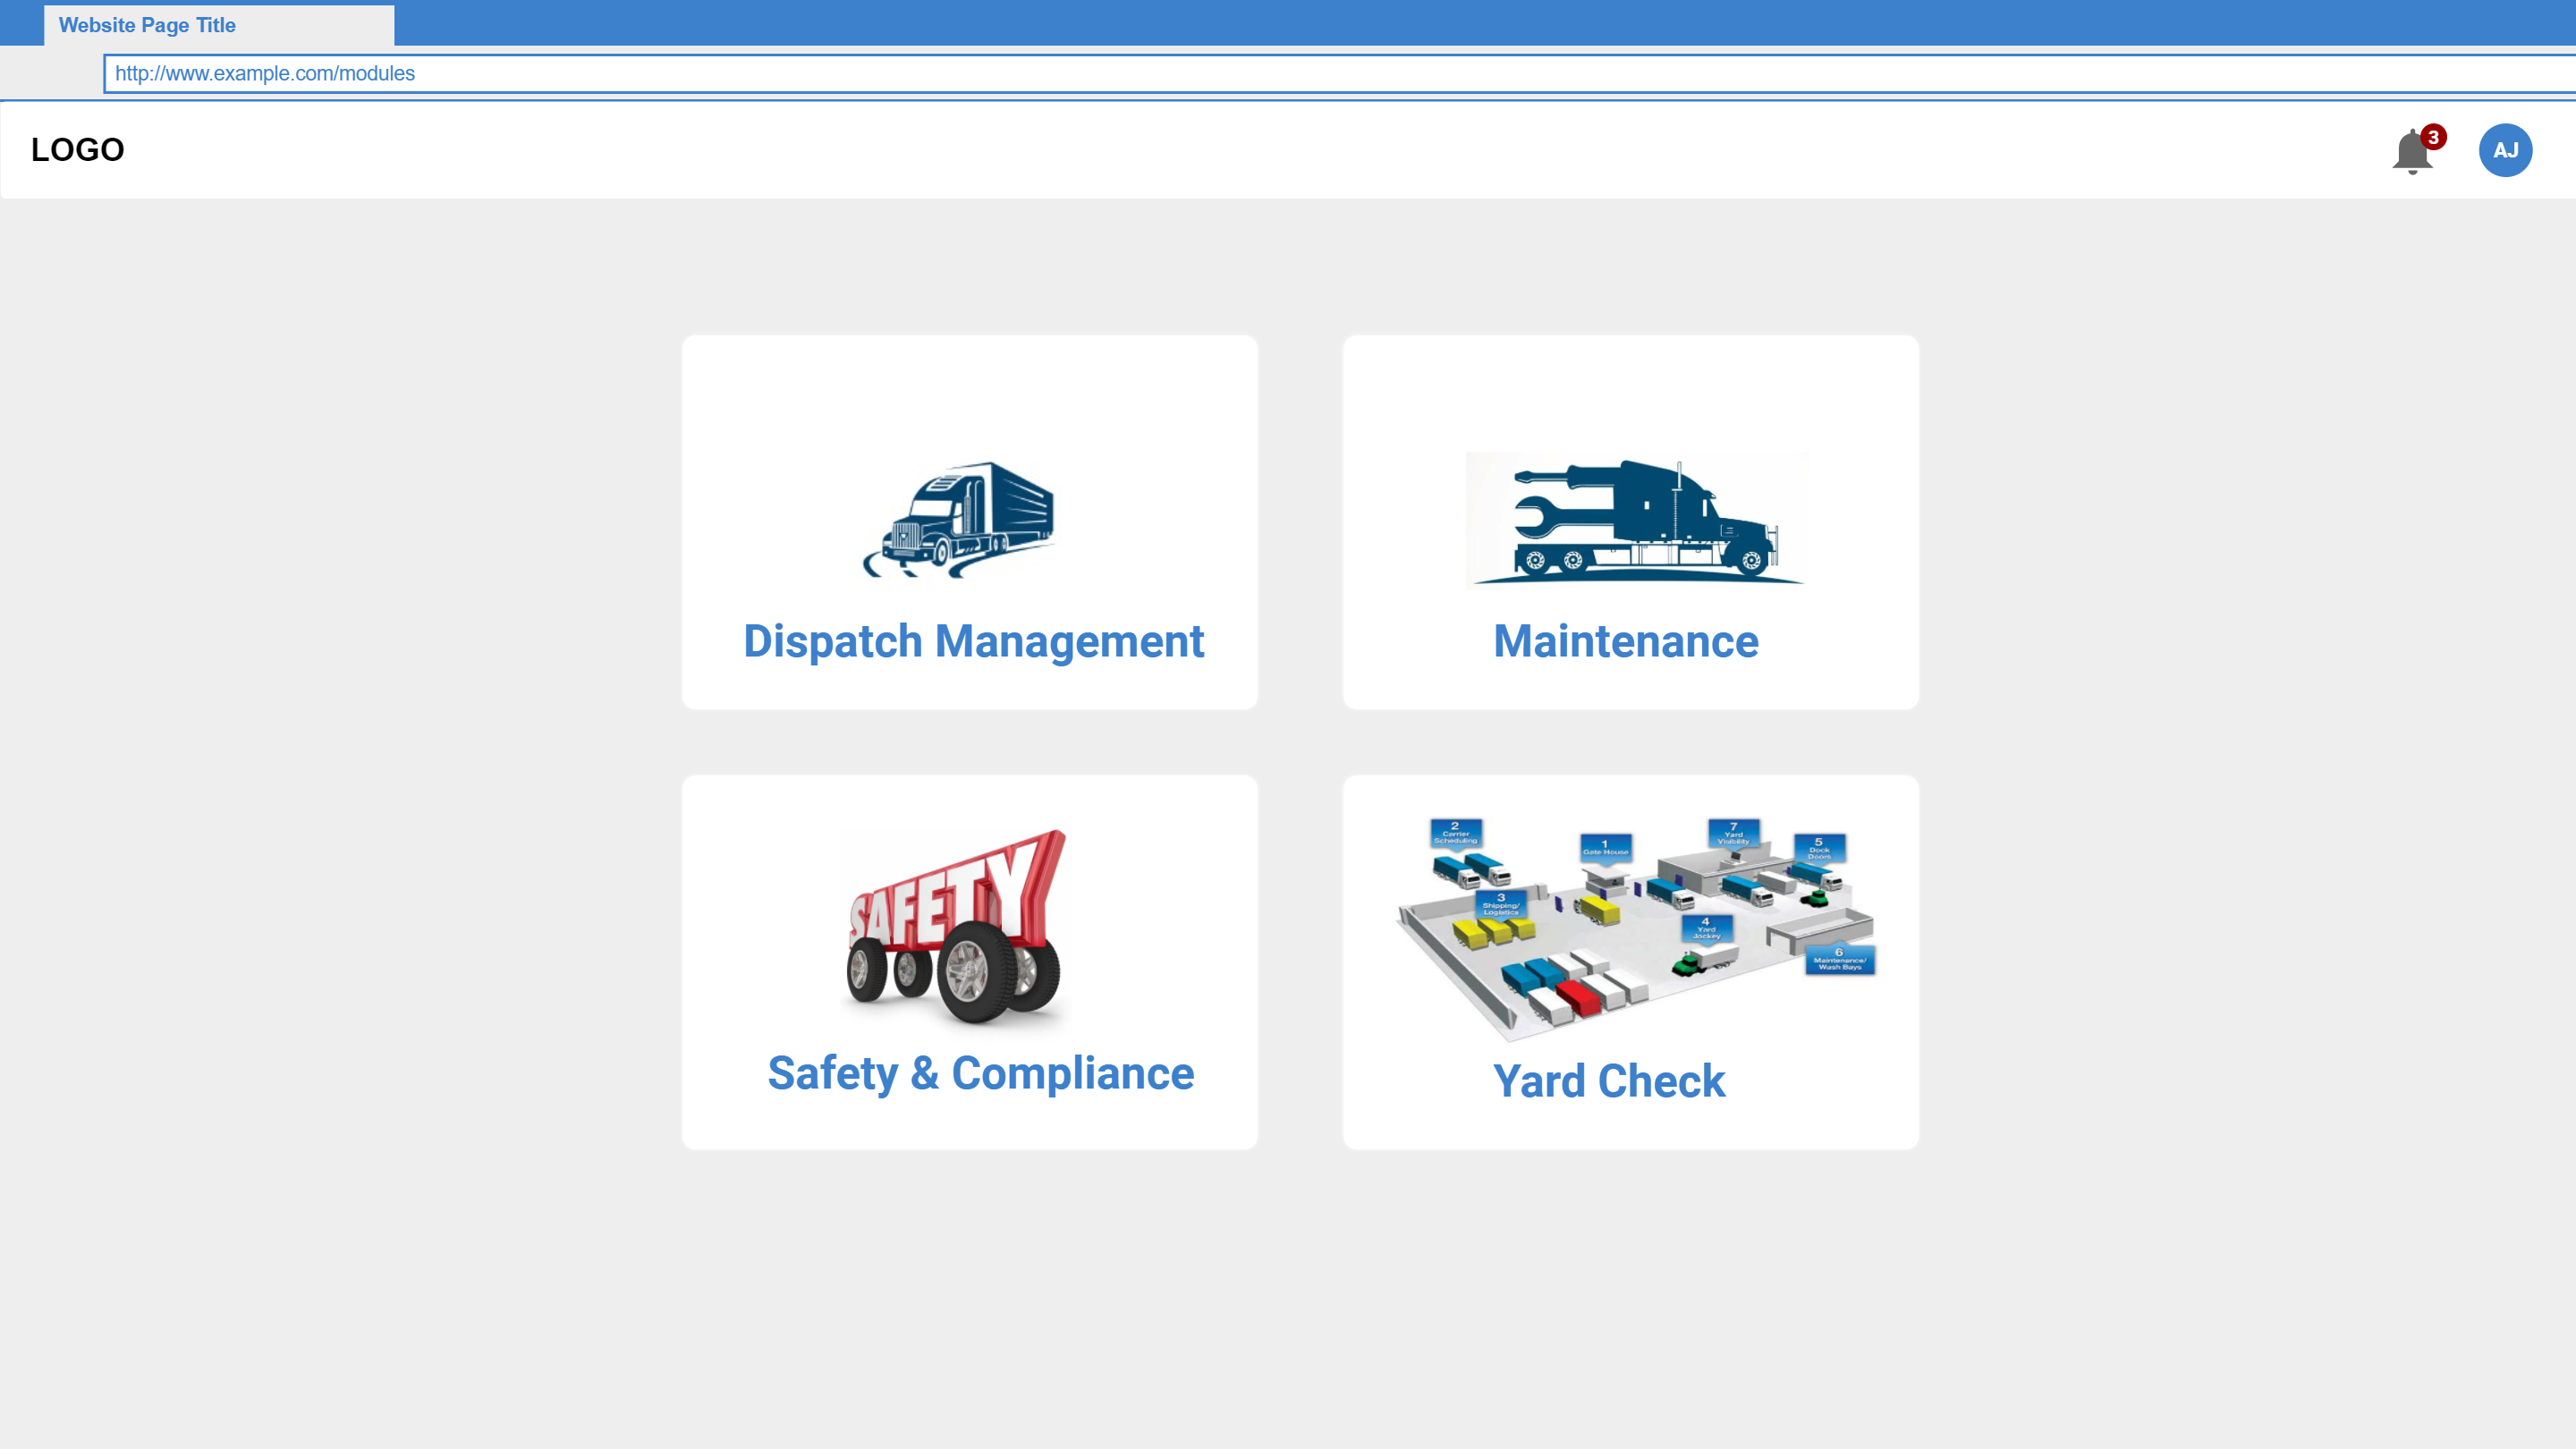 Website Page Title
http://www.example.com/modules
LOGO
3
AJ
Dispatch Management
Maintenance
SAFETY
Safety & Compliance
2
Carrier
Scheduling
1
Gate House
7
Yard
Visibility
5
Dock
Doors
3
Shipping/
Logistics
4
Yard
Jockey
6
Maintenance/
Wash Bays
Yard Check